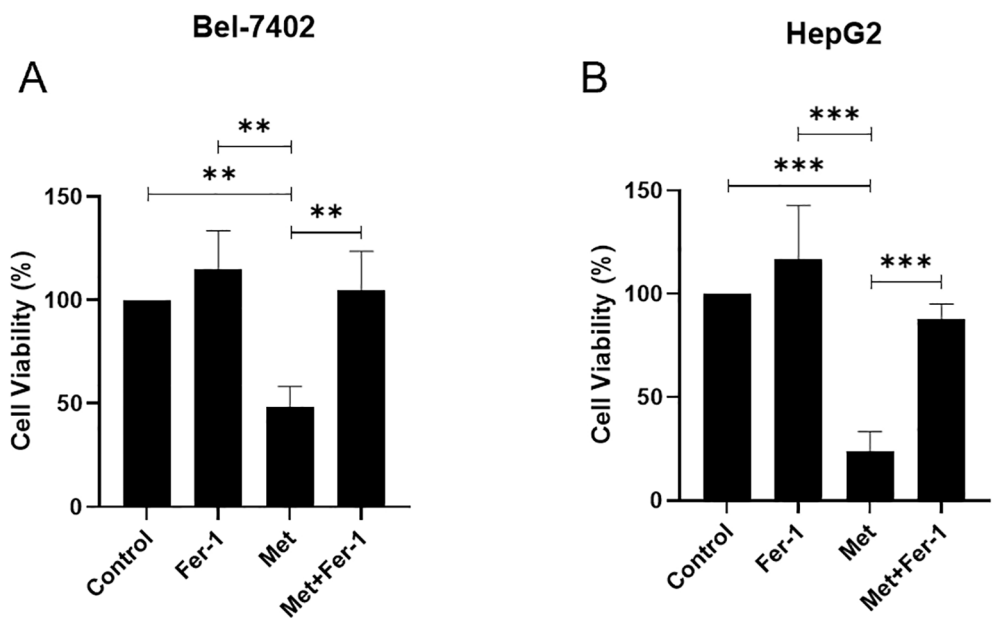 Bel-7402
HepG2
A
B
**
**
**
150
100
50
0
Cell Viability (%)
Control
Fer-1
Met
Met+Fer-1
***
***
***
150
100
50
0
Cell Viability (%)
Control
Fer-1
Met
Met+Fer-1